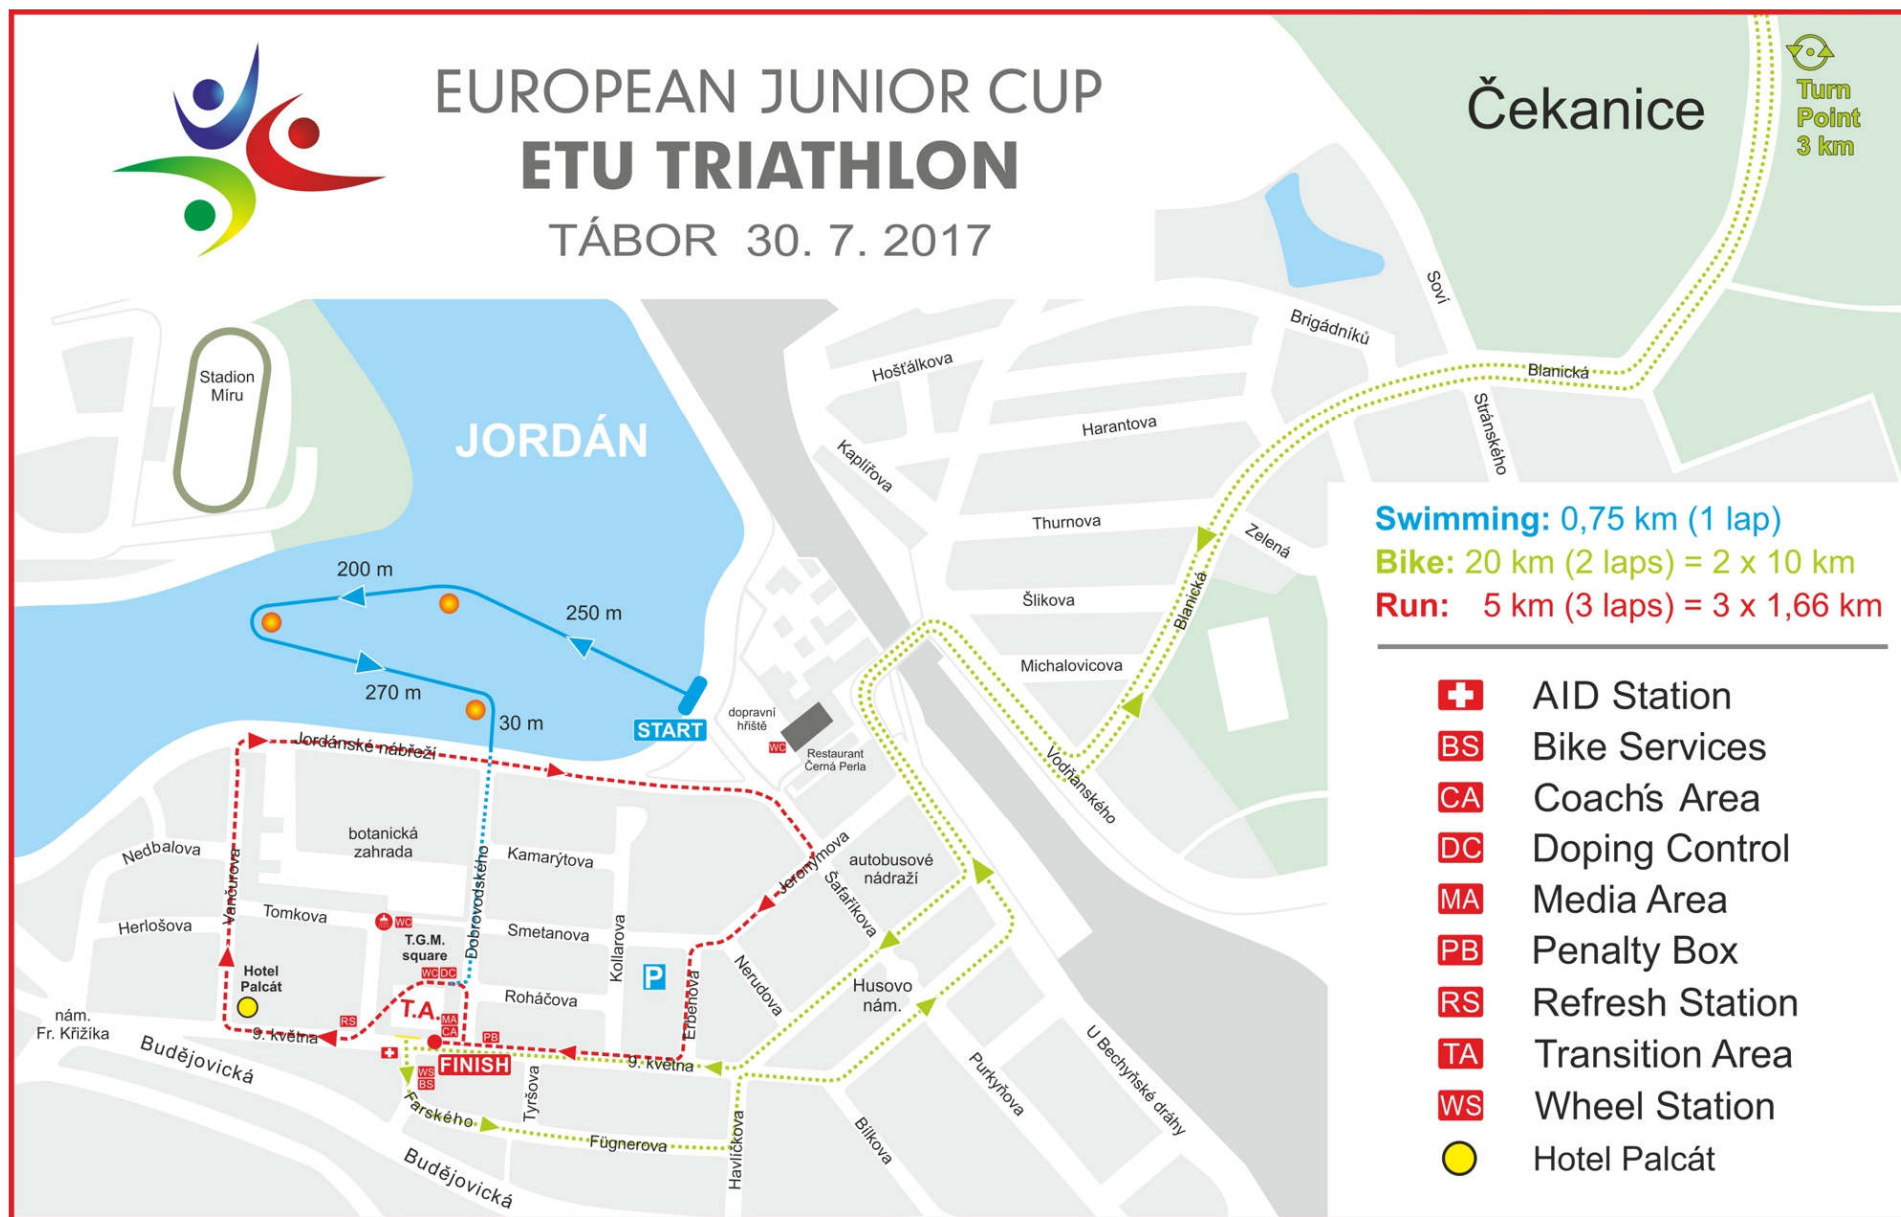 EUROPEAN JUNIOR CUP
ETU TRIATHLON
TÁBOR 30. 7. 2017
Čekanice
Turn
Point
3 km
Soví
Brigádníků
Hošťálkova
Blanická
Stadion
Míru
Stránského
Harantova
JORDÁN
Kaplířova
Thurnova
Zelená
Swimming: 0,75 km (1 lap)
Bike: 20 km (2 laps) = 2 x 10 km
Run: 5 km (3 laps) = 3 x 1,66 km
200 m
250 m
Šlikova
Blanická
Michalovicova
270 m
30 m
START
dopravní
hřiště
WC
Restaurant
Černá Perla
Vodňanského
Jordánské nábřeží
botanická
zahrada
Nedbalova
Vančurova
Kamarýtova
Jeronýmova
autobusové
nádraží
Šafaříkova
Tomkova
Herlošova
WC
Dobrovodského
Smetanova
Kollarova
T.G.M.
square
WC DC
Hotel
Palcát
P
Nerudova
Husovo
nám.
Roháčova
Erbenova
T.A.
MA
CA
RS
PB
nám.
Fr. Křižíka
9. května
Budějovická
FINISH
9. května
WS
BS
Tyršova
Farského
Fügnerova
Havlíčkova
Bílkova
Purkyňova
U Bechyňské dráhy
Budějovická
AID Station
BS Bike Services
CA Coach's Area
DC Doping Control
MA Media Area
PB Penalty Box
RS Refresh Station
TA Transition Area
WS Wheel Station
Hotel Palcát